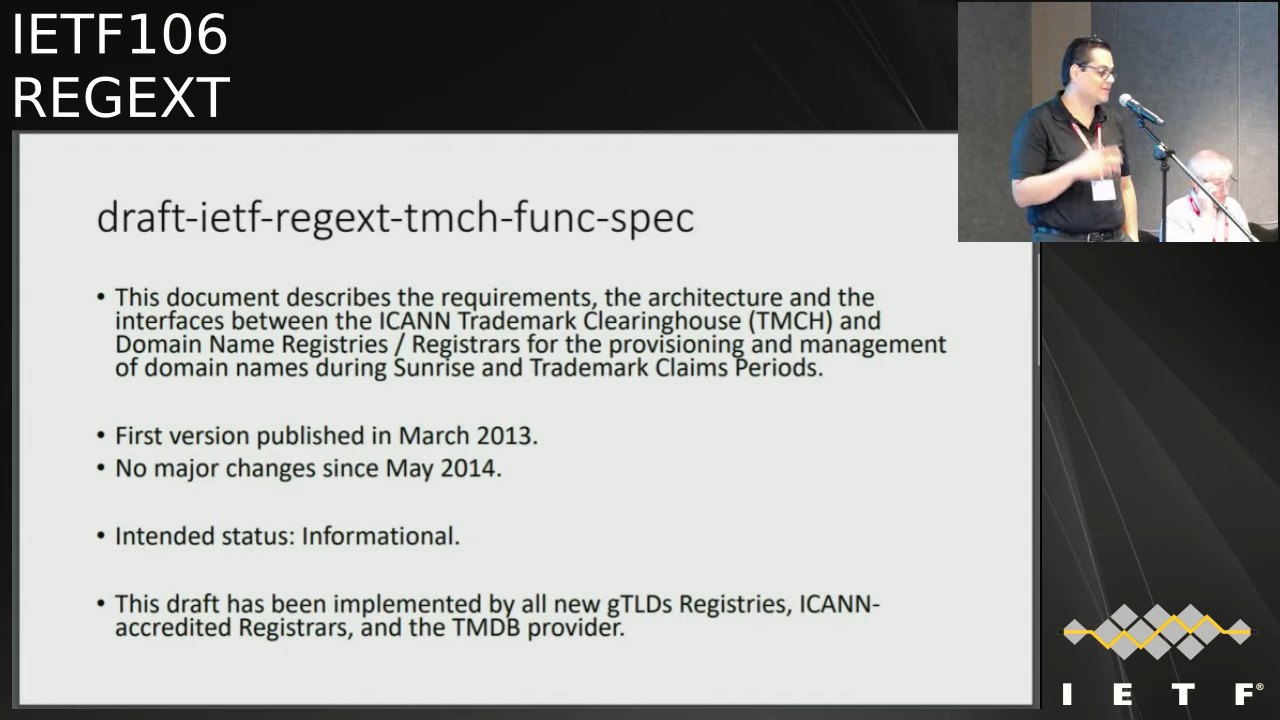 IETF106
REGEXT
draft-ietf-regext-tmch-func-spec
• This document describes the requirements, the architecture and the
interfaces between the ICANN Trademark Clearinghouse (TMCH) and
Domain Name Registries / Registrars for the provisioning and management
of domain names during Sunrise and Trademark Claims Periods.
• First version published in March 2013.
• No major changes since May 2014.
• Intended status: Informational.
• This draft has been implemented by all new gTLDs Registries, ICANN-
accredited Registrars, and the TMDB provider.
I E T F®